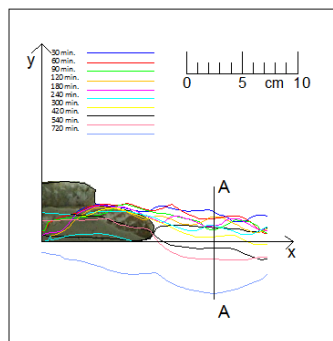 y
30 min.
60 min.
90 min.
120 min.
180 min.
240 min.
300 min.
420 min.
540 min.
720 min.
0 5 cm 10
A
x
A